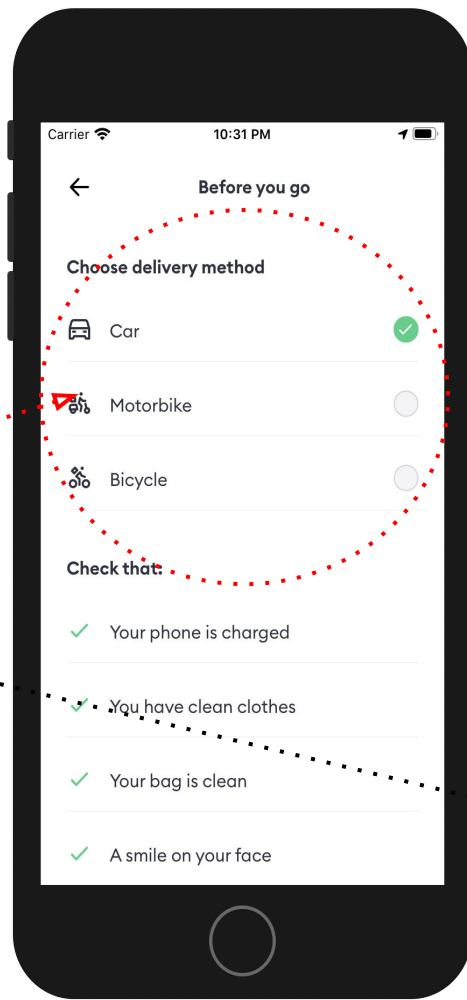 Carrier 10:31 PM
Before you go
Choose delivery method
Car
Motorbike
Bicycle
Check that:
Your phone is charged
You have clean clothes
Your bag is clean
A smile on your face